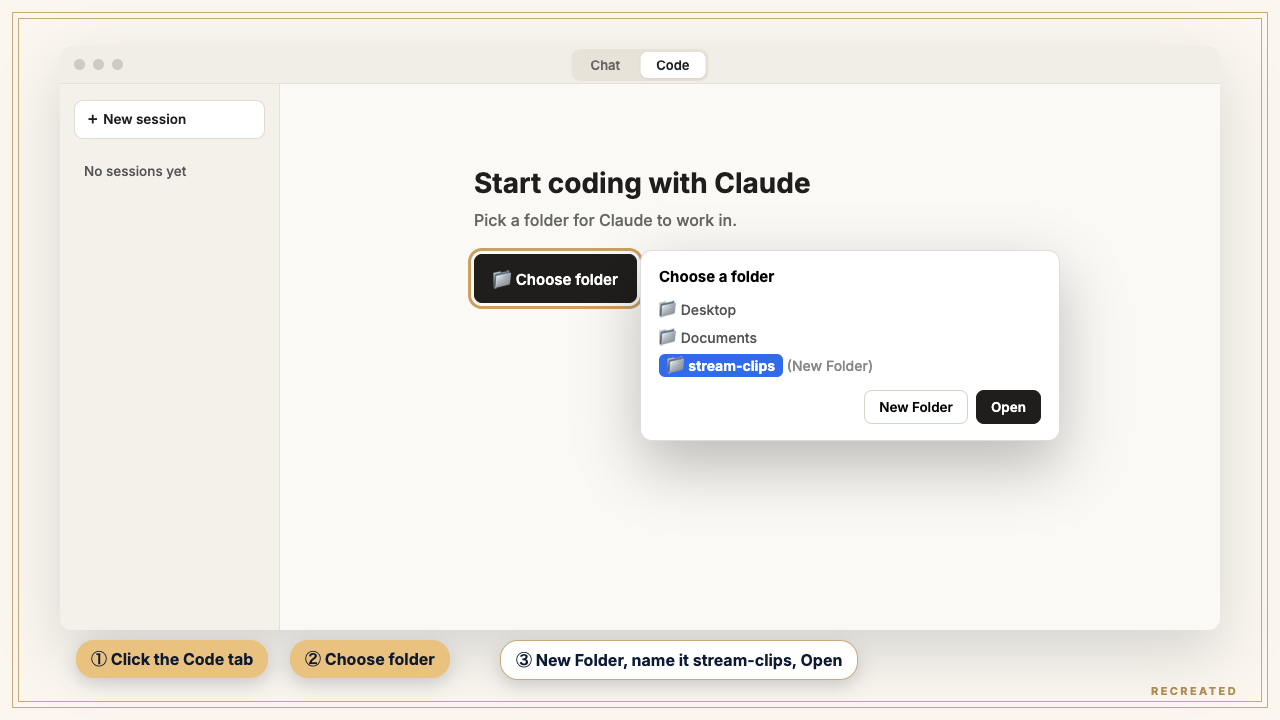 Chat
Code
+ New session
No sessions yet
Start coding with Claude
Pick a folder for Claude to work in.
Choose folder
Choose a folder
Desktop
Documents
stream-clips (New Folder)
New Folder
Open
① Click the Code tab
② Choose folder
③ New Folder, name it stream-clips, Open
RECREATED